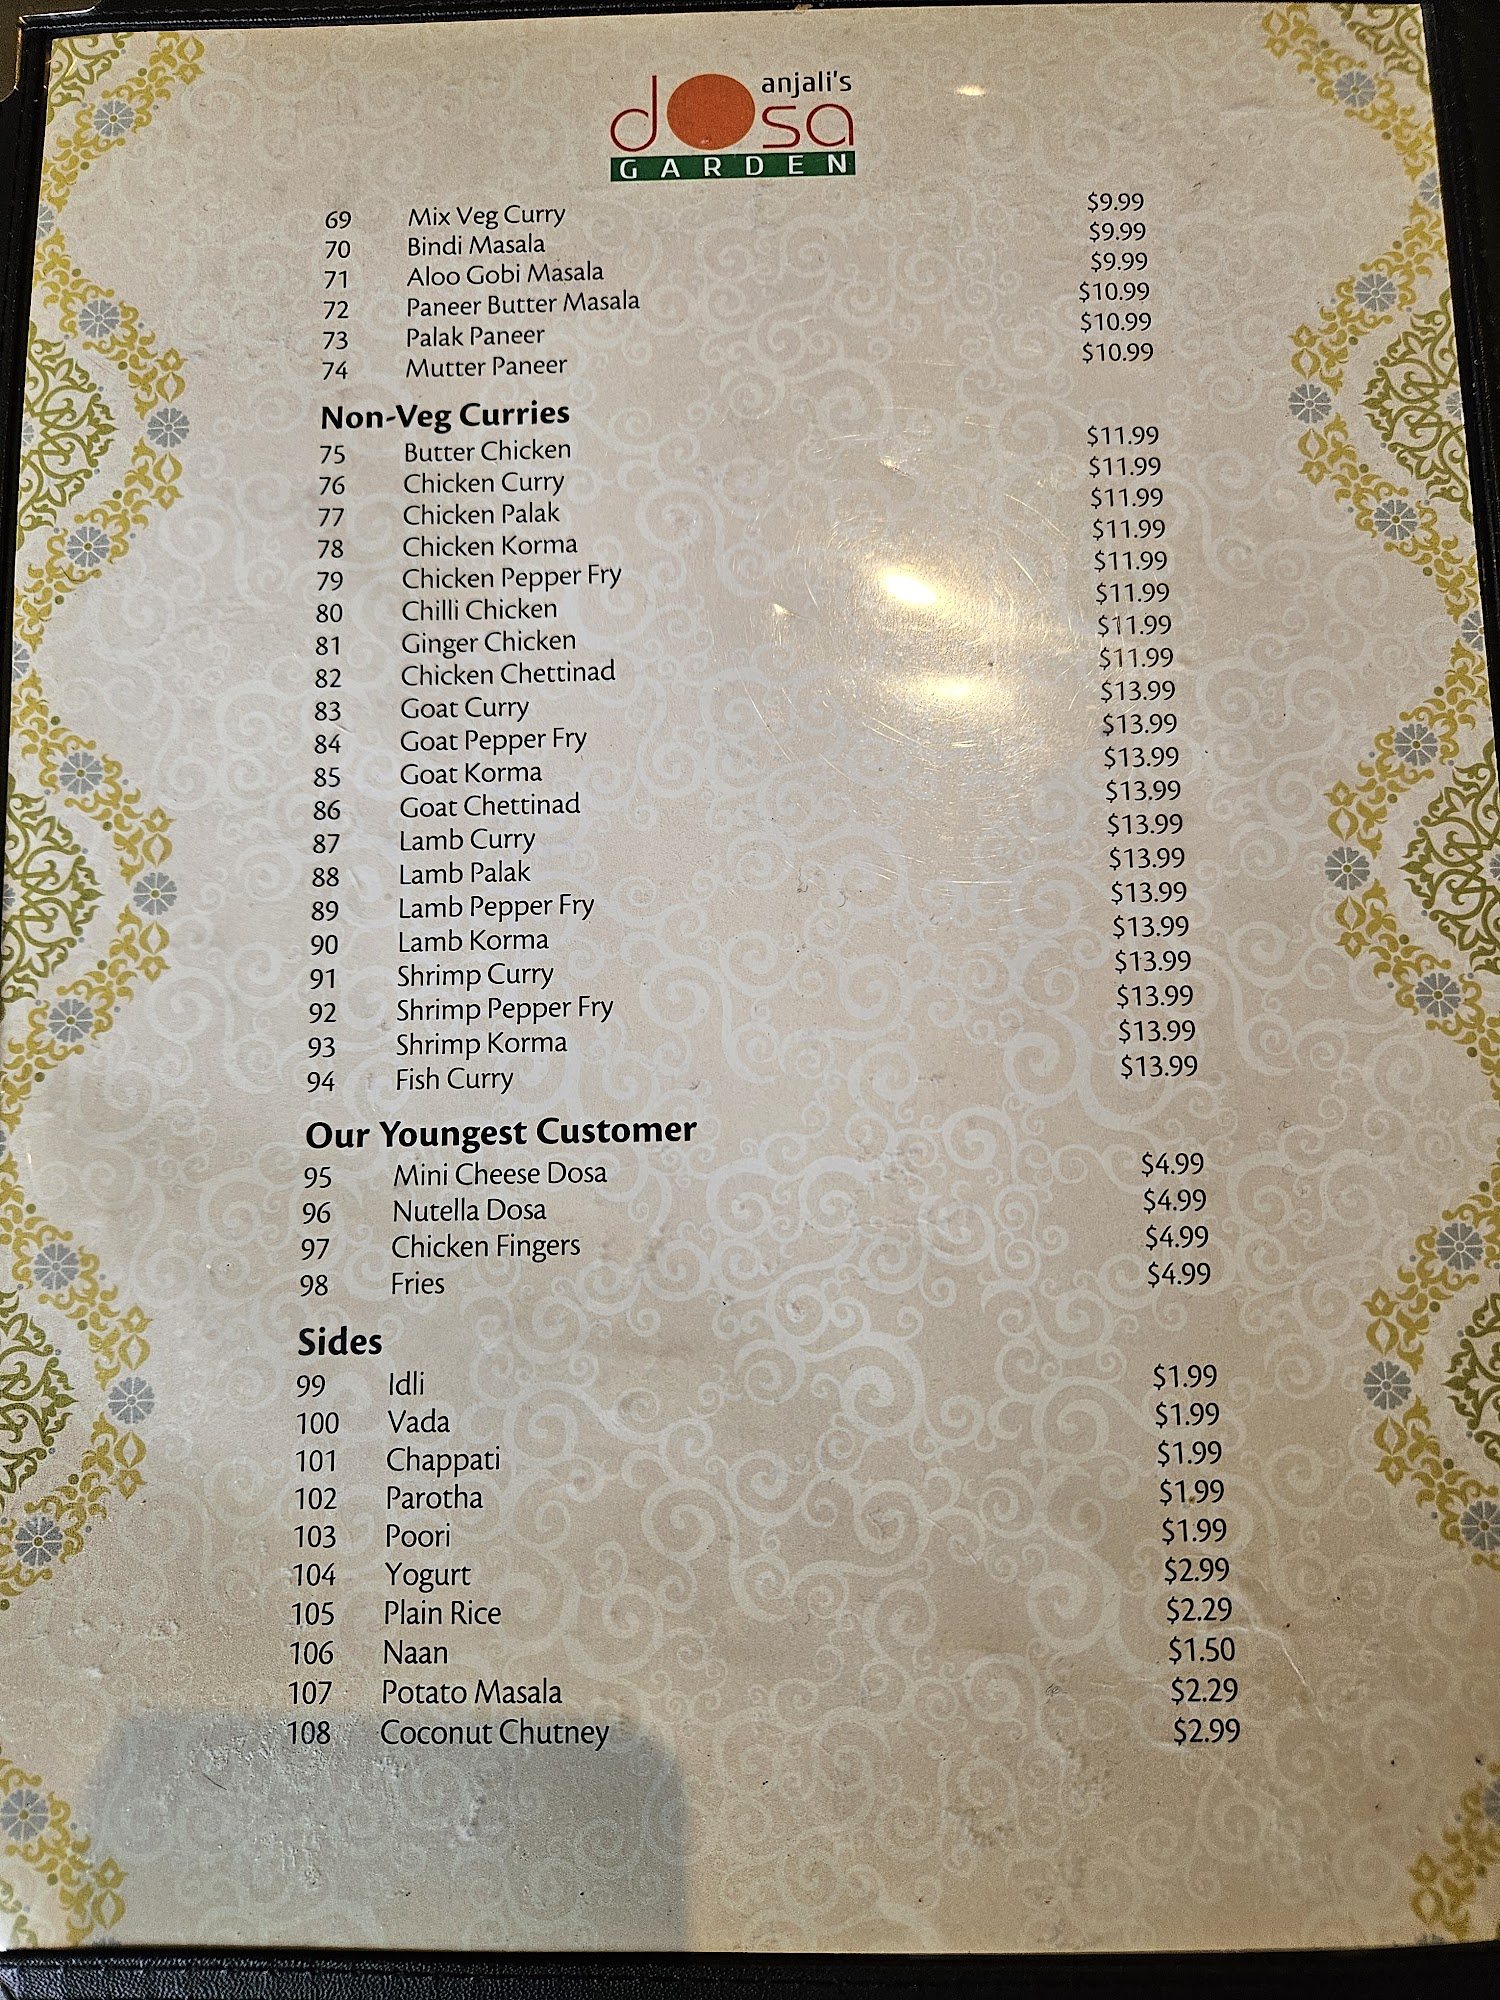 anjali's
dosa
GARDEN
69 Mix Veg Curry $9.99
70 Bindi Masala $9.99
71 Aloo Gobi Masala $9.99
72 Paneer Butter Masala $10.99
73 Palak Paneer $10.99
74 Mutter Paneer $10.99
Non-Veg Curries
75 Butter Chicken $11.99
76 Chicken Curry $11.99
77 Chicken Palak $11.99
78 Chicken Korma $11.99
79 Chicken Pepper Fry $11.99
80 Chilli Chicken $11.99
81 Ginger Chicken $11.99
82 Chicken Chettinad $11.99
83 Goat Curry $13.99
84 Goat Pepper Fry $13.99
85 Goat Korma $13.99
86 Goat Chettinad $13.99
87 Lamb Curry $13.99
88 Lamb Palak $13.99
89 Lamb Pepper Fry $13.99
90 Lamb Korma $13.99
91 Shrimp Curry $13.99
92 Shrimp Pepper Fry $13.99
93 Shrimp Korma $13.99
94 Fish Curry $13.99
Our Youngest Customer
95 Mini Cheese Dosa $4.99
96 Nutella Dosa $4.99
97 Chicken Fingers $4.99
98 Fries $4.99
Sides
99 Idli $1.99
100 Vada $1.99
101 Chappati $1.99
102 Parotha $1.99
103 Poori $1.99
104 Yogurt $2.99
105 Plain Rice $2.29
106 Naan $1.50
107 Potato Masala $2.29
108 Coconut Chutney $2.99